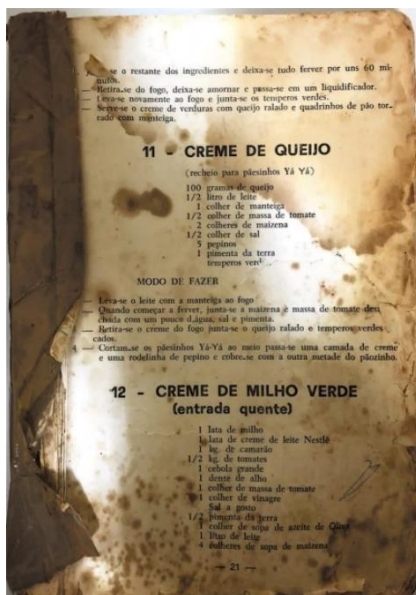 se o restante dos ingredientes e deixa-se tudo ferver por uns 60 mi-
nutos.
— Retira-se do fogo, deixa-se amornar e passa-se em um liquidificador.
— Leva-se novamente ao fogo e junta-se os temperos verdes.
— Serve-se o creme de verduras com queijo ralado e quadrinhos de pão tor-
rado com manteiga.
11 - CREME DE QUEIJO
(recheio para pãesinhos Yá Yá)
100 gramas de queijo
1/2 litro de leite
1 colher de manteiga
1/2 colher de massa de tomate
2 colheres de maizena
1/2 colher de sal
5 pepinos
1 pimenta da terra
temperos verd
MODO DE FAZER
— Leva-se o leite com a manteiga ao fogo
— Quando começar a ferver, junta-se a maizena e massa de tomate des
chada com um pouco d,água, sal e pimenta.
— Retira-se o creme do fogo junta-se o queijo ralado e temperos verdes
cados.
4 — Cortam.se os pãesinhos Yá-Yá ao meio passa-se uma camada de creme
e uma rodelinha de pepino e cobre.se com a outra metade do pãozinho.
12 - CREME DE MILHO VERDE
(entrada quente)
1 lata de milho
1 lata de creme de leite Nestlé
1 kg. de camarão
1/2 kg. de tomates
1 cebola grande
1 dente de alho
1 colher de massa de tomate
1 colher de vinagre
Sal a gosto
1/2 pimenta da terra
1 colher de sopa de azeite de Oliva
1 litro de leite
4 colheres de sopa de maizena
— 21 —